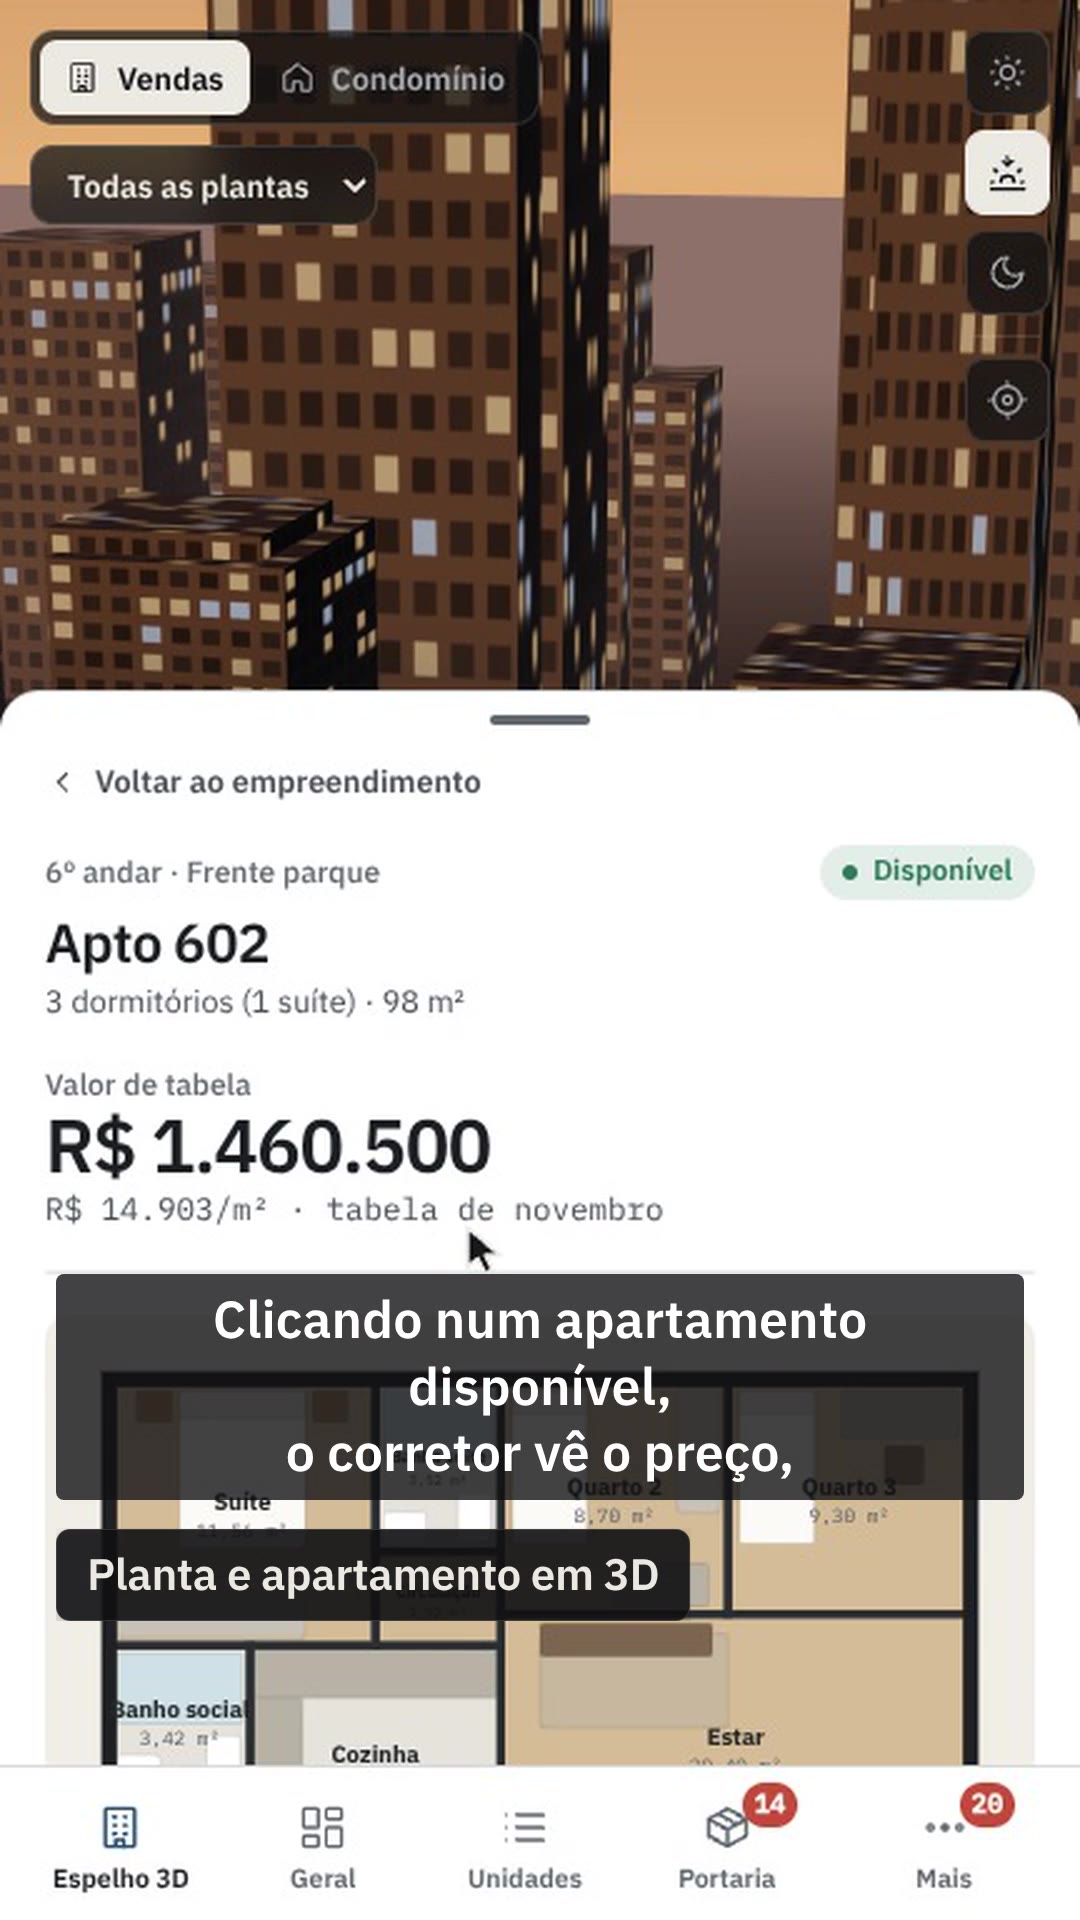 Vendas
Condomínio
Todas as plantas
Voltar ao empreendimento
6º andar · Frente parque
Disponível
Apto 602
3 dormitórios (1 suíte) · 98 m²
Valor de tabela
R$ 1.460.500
R$ 14.903/m² · tabela de novembro
Clicando num apartamento
disponível,
o corretor vê o preço,
Quarto 2
8,70 m²
Quarto 3
9,30 m²
Suíte
Planta e apartamento em 3D
Banho social
3,42 m²
Cozinha
Estar
14
20
Espelho 3D
Geral
Unidades
Portaria
Mais